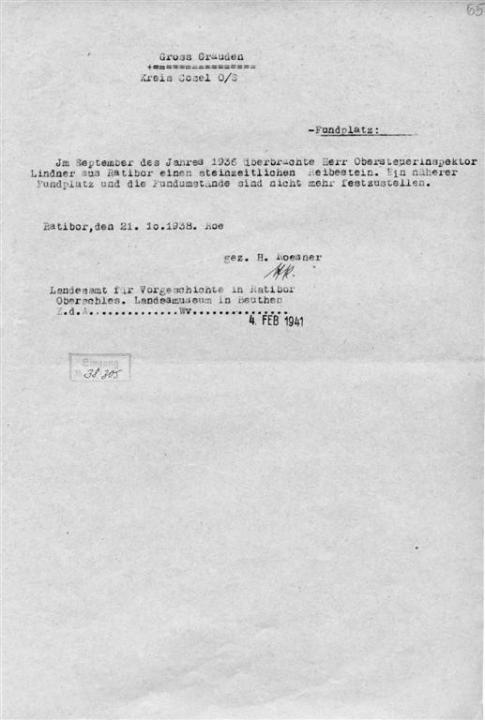 65
Gross Grauden
Kreis Cosel O/S
-Fundplatz:
Jm September des Jahres 1936 überbrachte Herr Obersteuerinspektor
Lindner aus Ratibor einen steinzeitlichen Reibestein. Ein näherer
Fundplatz und die Fundumstände sind nicht mehr festzustellen.
Ratibor,den 21. 1o.1938. Roe
gez. H. Roesner
Landesamt für Vorgeschichte in Ratibor
Oberschles. Landesmuseum in Beuthen
Z.d.A..............Wv...............
4. FEB 1941
Eingang
38.305